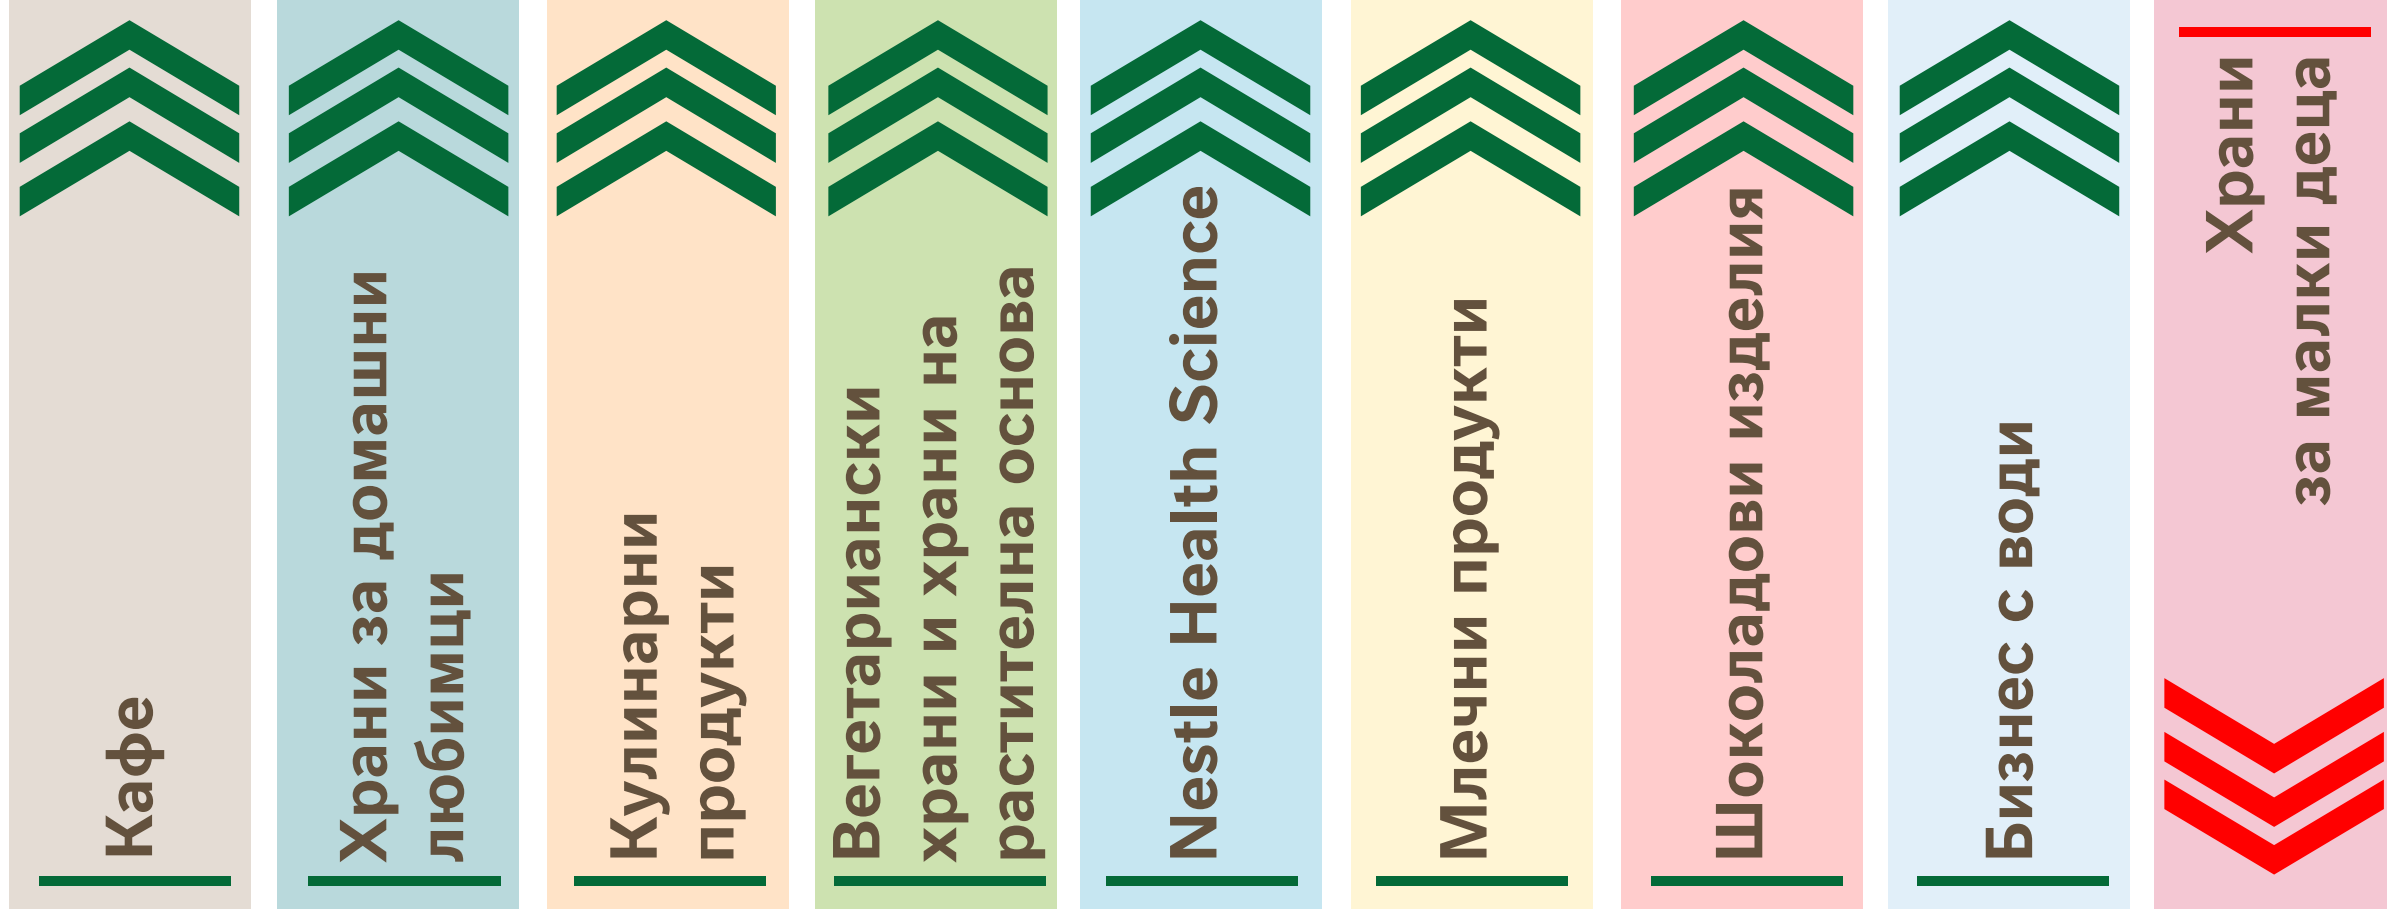 Кафе
Храни за домашни
любимци
Кулинарни
продукти
Вегетариански
храни и храни на
растителна основа
Nestle Health Science
Млечни продукти
Шоколадови изделия
Бизнес с води
Храни
за малки деца